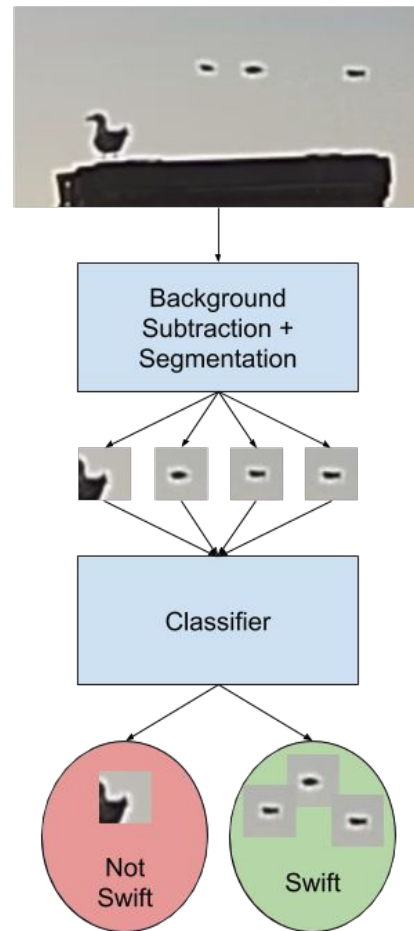 Background
Subtraction +
Segmentation
Classifier
Not
Swift
Swift